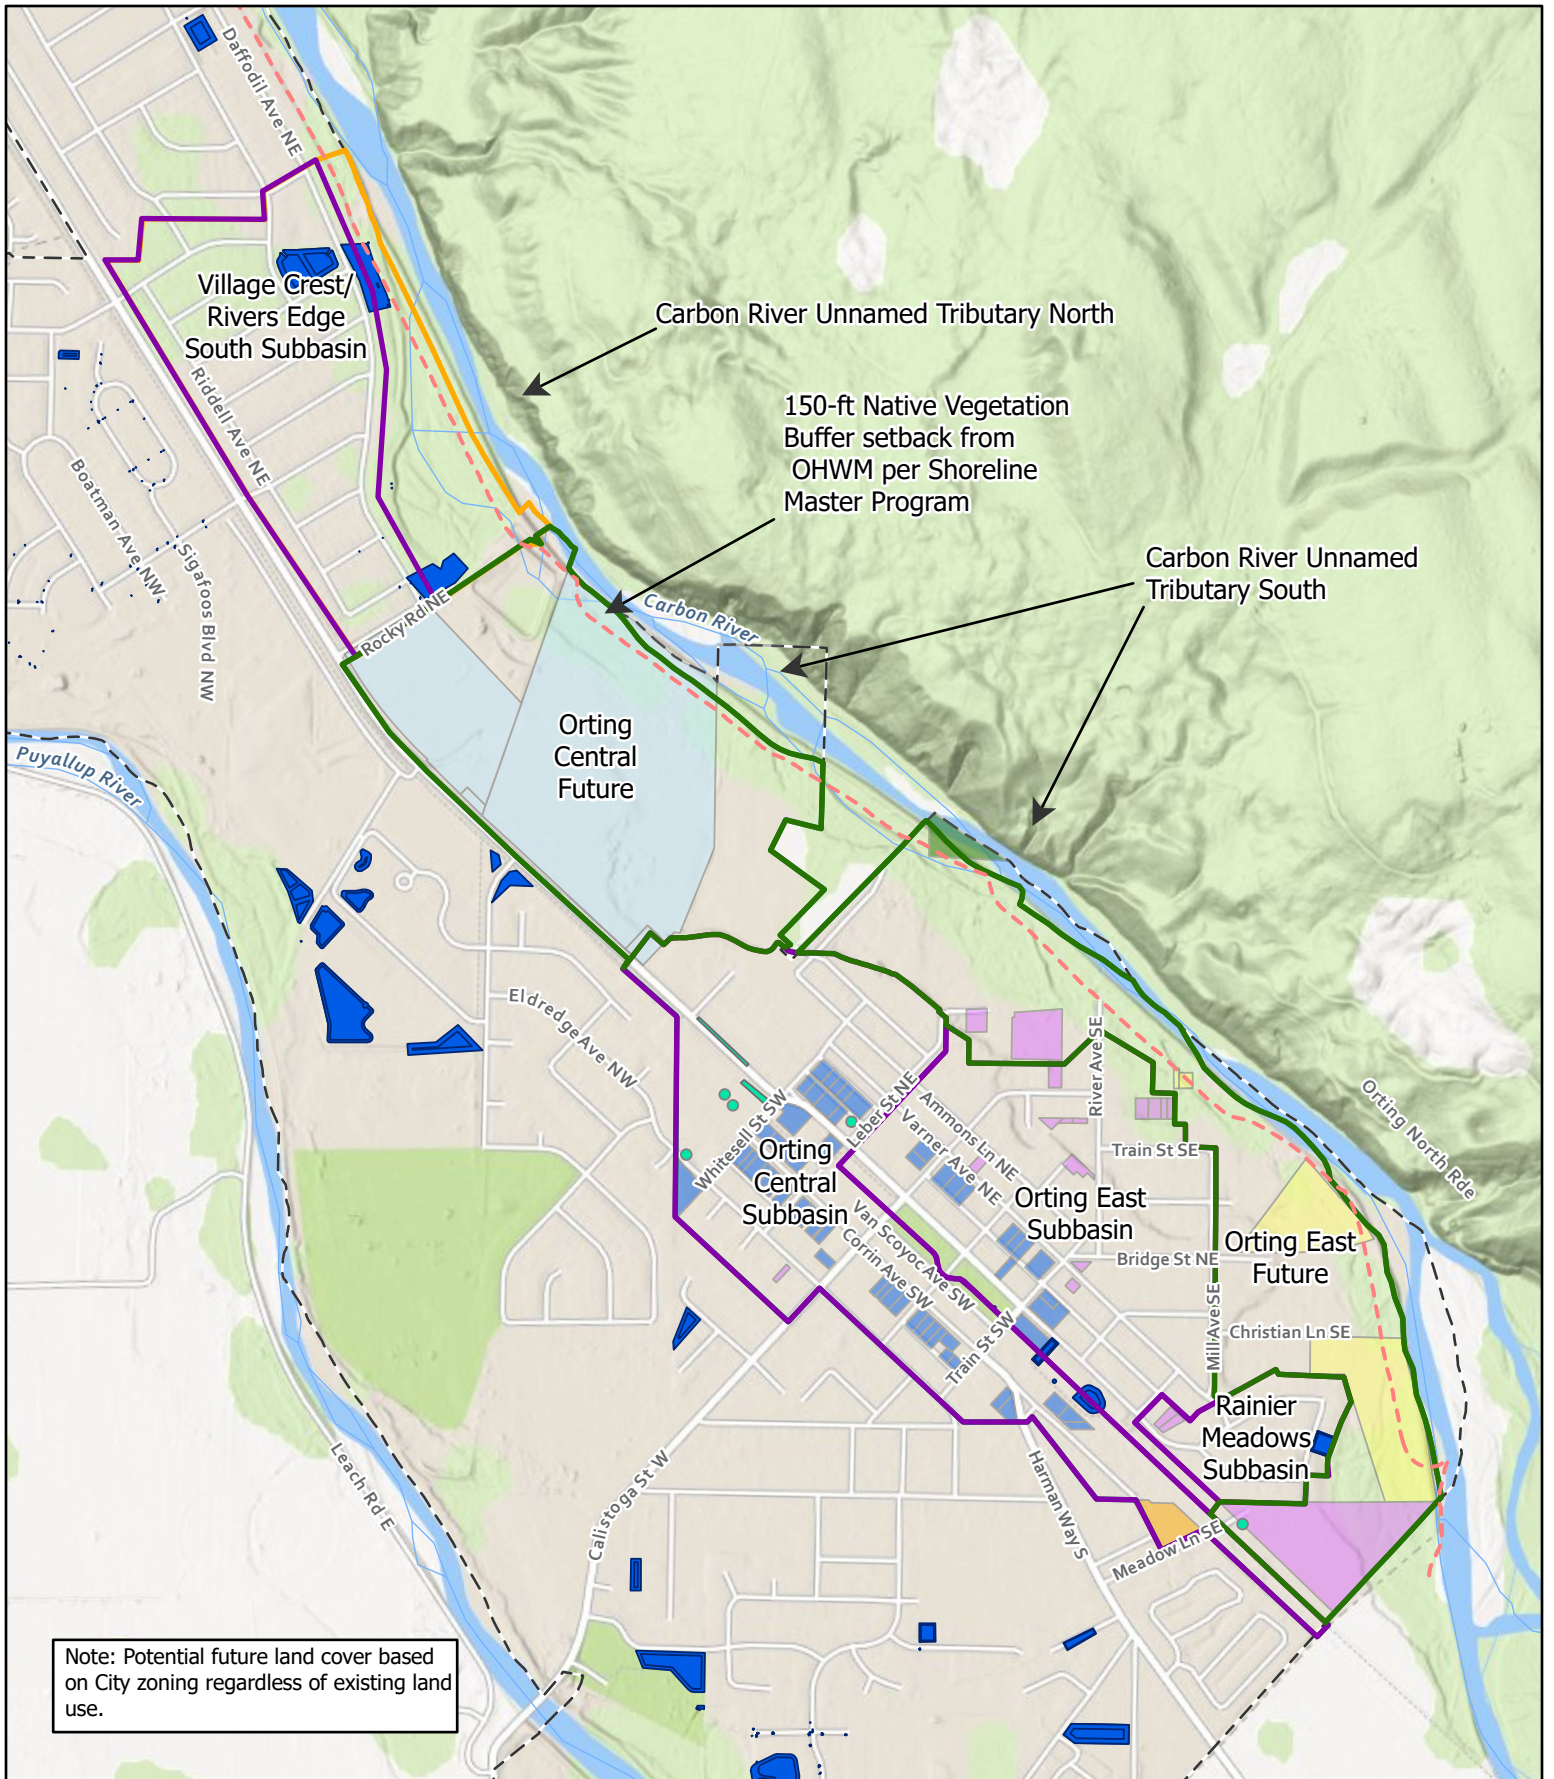 Daffodil Ave NE
Village Crest/
Rivers Edge
South Subbasin
Carbon River Unnamed Tributary North
150-ft Native Vegetation
Buffer setback from
OHWM per Shoreline
Master Program
Carbon River Unnamed
Tributary South
Riddell Ave NE
Boatman Ave NW
Sigafoos Blvd NW
Rocky Rd NE
Carbon River
Puyallup River
Orting
Central
Future
Eldredge Ave NW
Whitesell St SW
Leber St NE
Ammons Ln NE
Varner Ave NE
River Ave SE
Train St SE
Orting North Rde
Orting
Central
Subbasin
Orting East
Subbasin
Van Scoyoc Ave SW
Corrin Ave SW
Train St SW
Bridge St NE
Orting East
Future
Mill Ave SE
Christian Ln SE
Rainier
Meadows
Subbasin
Leach Rd E
Calistoga St W
Harman Way S
Meadow Ln SE
Note: Potential future land cover based
on City zoning regardless of existing land
use.